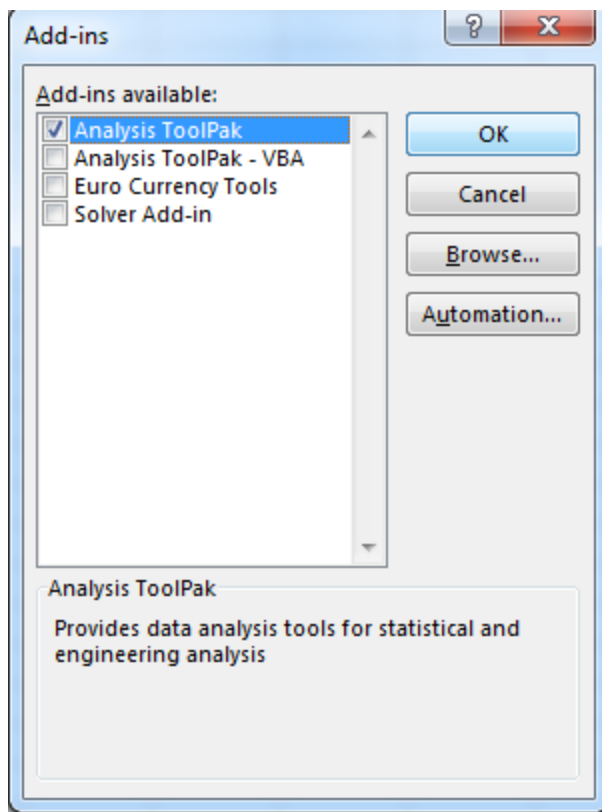 Add-ins
?
Add-ins available:
Analysis ToolPak
Analysis ToolPak - VBA
Euro Currency Tools
Solver Add-in
OK
Cancel
Browse...
Automation...
Analysis ToolPak
Provides data analysis tools for statistical and
engineering analysis